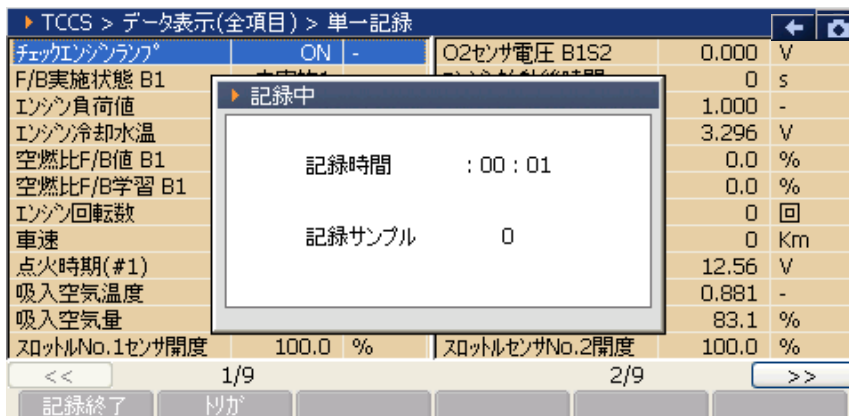 TCCS > データ表示(全項目) > 単一記録
ﾁｪｯｸｴﾝｼﾞﾝﾗﾝﾌﾟ ON - O2センサ電圧 B1S2 0.000 V
F/B実施状態 B1 0 s
ｴﾝｼﾞﾝ負荷値 1.000 -
ｴﾝｼﾞﾝ冷却水温 3.296 V
空燃比F/B値 B1 0.0 %
空燃比F/B学習 B1 0.0 %
ｴﾝｼﾞﾝ回転数 0 回
車速 0 Km
点火時期(#1) 12.56 V
吸入空気温度 0.881 -
吸入空気量 83.1 %
ｽﾛｯﾄﾙNo.1ｾﾝｻ開度 100.0 % ｽﾛｯﾄﾙｾﾝｻNo.2開度 100.0 %
記録中
記録時間 :00:01
記録サンプル 0
<< 1/9 2/9 >>
記録終了 ﾄﾘｶﾞ